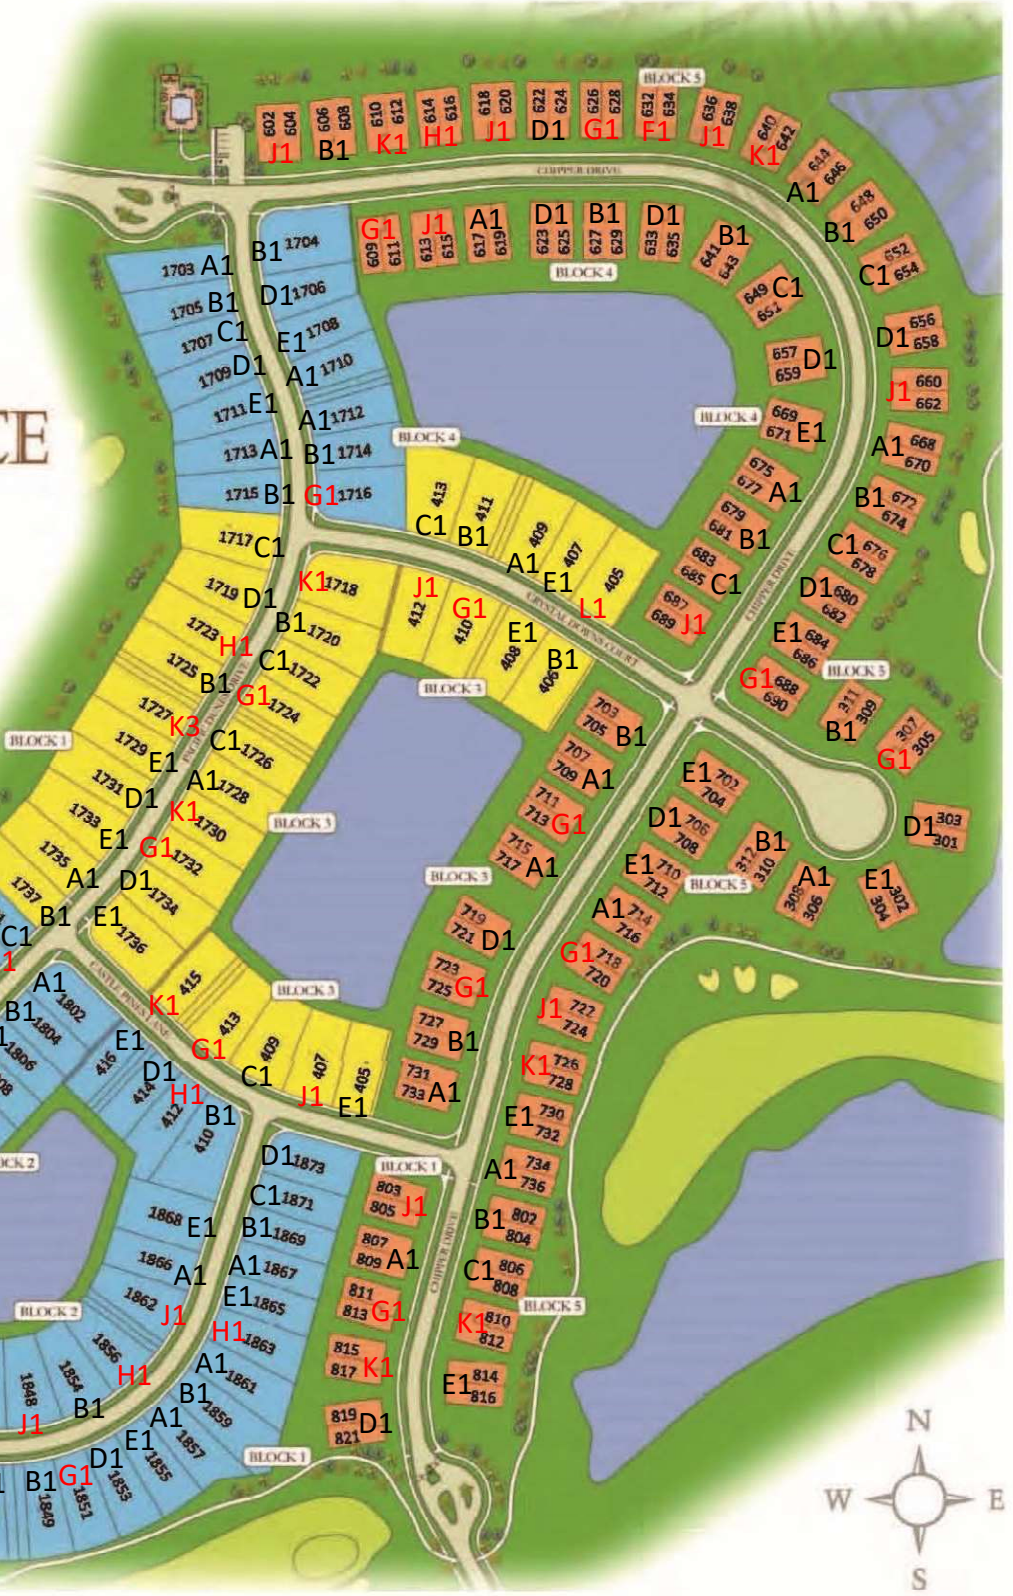 BLOCK 5
602 604 J1
606 608 B1
610 612 K1
614 616 H1
618 620 J1
622 624 D1
626 628 G1
632 634 F1
636 638 J1
640 642 K1
644 646 A1
648 650 B1
652 654 C1
656 658 D1
660 662 J1
668 670 A1
672 674 B1
676 678 C1
680 682 D1
684 686 E1
688 690 G1
CHIPPER DRIVE
609 611 G1
613 615 J1
617 619 A1
623 625 D1
627 629 B1
633 635 D1
641 643 B1
649 651 C1
657 659 D1
669 671 E1
675 677 A1
679 681 B1
683 685 C1
687 689 J1
BLOCK 4
BLOCK 4
BLOCK 4
CE
1703 A1
1705 B1
1707 C1
1709 D1
1711 E1
1713 A1
1715 B1
1717 C1
1719 D1
1723 H1
1725 B1
1727 K3
1729 E1
1731 D1
1733 E1
1735 A1
1737 B1
B1 1704
D1 1706
E1 1708
A1 1710
A1 1712
B1 1714
G1 1716
K1 1718
B1 1720
C1 1722
G1 1724
C1 1726
A1 1728
K1 1730
G1 1732
D1 1734
E1 1736
BLOCK 1
413 C1
411 B1
409 A1
407 E1
405 L1
CRYSTAL DOWNS COURT
CHIPPER DRIVE
J1 412
G1 410
E1 408
B1 406
BLOCK 3
BLOCK 3
BLOCK 3
BLOCK 3
BLOCK 5
311 309 B1
307 305 G1
303 301 D1
302 304 E1
A1 308 306
B1 312 310
BLOCK 5
703 705 B1
707 709 A1
711 713 G1
715 717 A1
719 721 D1
723 725 G1
727 729 B1
731 733 A1
E1 702 704
D1 706 708
E1 710 712
A1 714 716
G1 718 720
J1 722 724
K1 726 728
E1 730 732
A1 734 736
B1 802 804
C1 806 808
K1 810 812
E1 814 816
BLOCK 5
CASTLE PINES LANE
415 K1
413 G1
409 C1
407 J1
405 E1
C1
A1 1802
B1 1804
1806
E1 416
D1 414
H1 412
B1 410
BLOCK 1
803 805 J1
807 809 A1
811 813 G1
815 817 K1
819 821 D1
CHIPPER DRIVE
D1 1873
C1 1871
B1 1869
A1 1867
E1 1865
H1 1863
A1 1861
B1 1859
A1 1857
E1 1855
D1 1853
G1 1851
B1 1849
1868 E1
1866 A1
1862 J1
1856 H1
1854 B1
1848 J1
BLOCK 2
BLOCK 1
N
W E
S